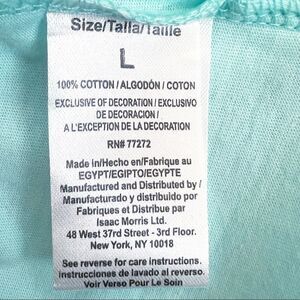 Size/Talla/Taille
L
100% COTTON / ALGODÓN / COTON
EXCLUSIVE OF DECORATION / EXCLUSIVO
DE DECORACION /
A L'EXCEPTION DE LA DECORATION
RN# 77272
Made in/Hecho en/Fabrique au
EGYPT/EGIPTO/EGYPTE
Manufactured and Distributed by /
Manufacturado y distribuido por
Fabriques et Distribue par
Isaac Morris Ltd.
48 West 37rd Street - 3rd Floor.
New York, NY 10018
See reverse for care instructions.
instrucciones de lavado al reverso.
Voir Verso Pour Le Soin